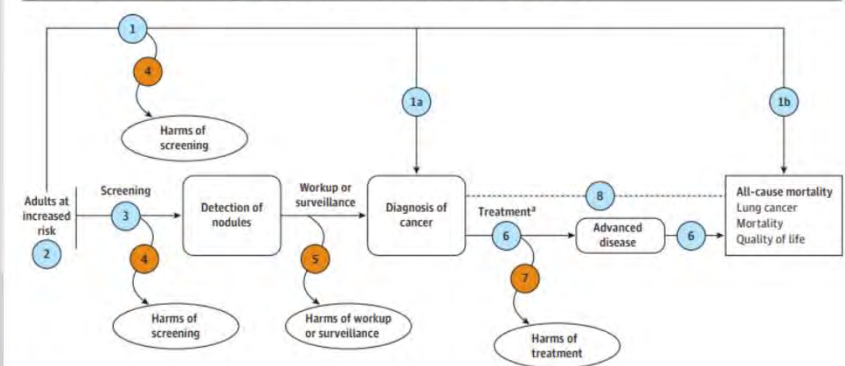 1
4
Harms of
screening
1a
1b
Adults at
increased
risk
2
Screening
3
4
Harms of
screening
Detection of
nodules
Workup or
surveillance
5
Harms of workup
or surveillance
Diagnosis of
cancer
8
Treatmentᵃ
6
7
Harms of
treatment
Advanced
disease
6
All-cause mortality
Lung cancer
Mortality
Quality of life